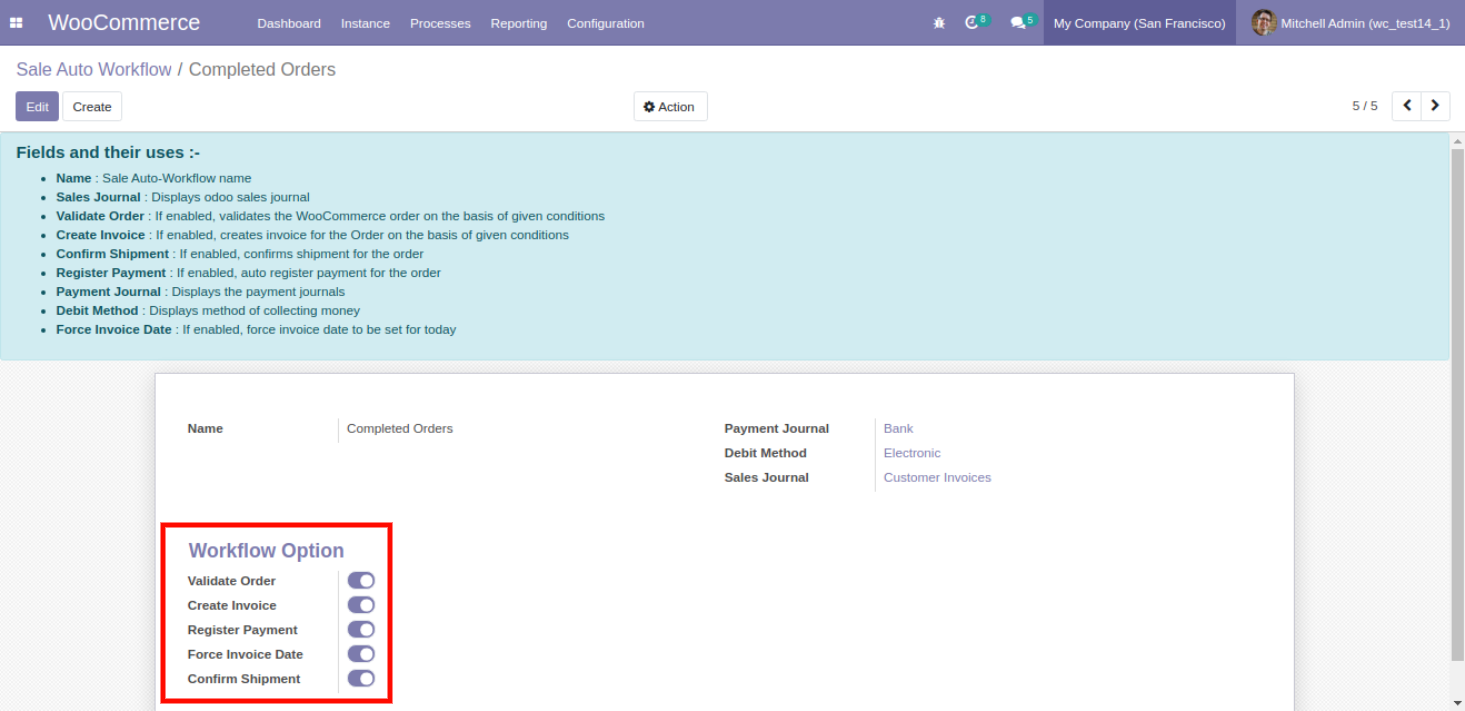 WooCommerce Dashboard Instance Processes Reporting Configuration 8 5 My Company (San Francisco) Mitchell Admin (wc_test14_1)
Sale Auto Workflow / Completed Orders
Edit Create Action 5 / 5
Fields and their uses :-
• Name : Sale Auto-Workflow name
• Sales Journal : Displays odoo sales journal
• Validate Order : If enabled, validates the WooCommerce order on the basis of given conditions
• Create Invoice : If enabled, creates invoice for the Order on the basis of given conditions
• Confirm Shipment : If enabled, confirms shipment for the order
• Register Payment : If enabled, auto register payment for the order
• Payment Journal : Displays the payment journals
• Debit Method : Displays method of collecting money
• Force Invoice Date : If enabled, force invoice date to be set for today
Name Completed Orders
Payment Journal Bank
Debit Method Electronic
Sales Journal Customer Invoices
Workflow Option
Validate Order
Create Invoice
Register Payment
Force Invoice Date
Confirm Shipment